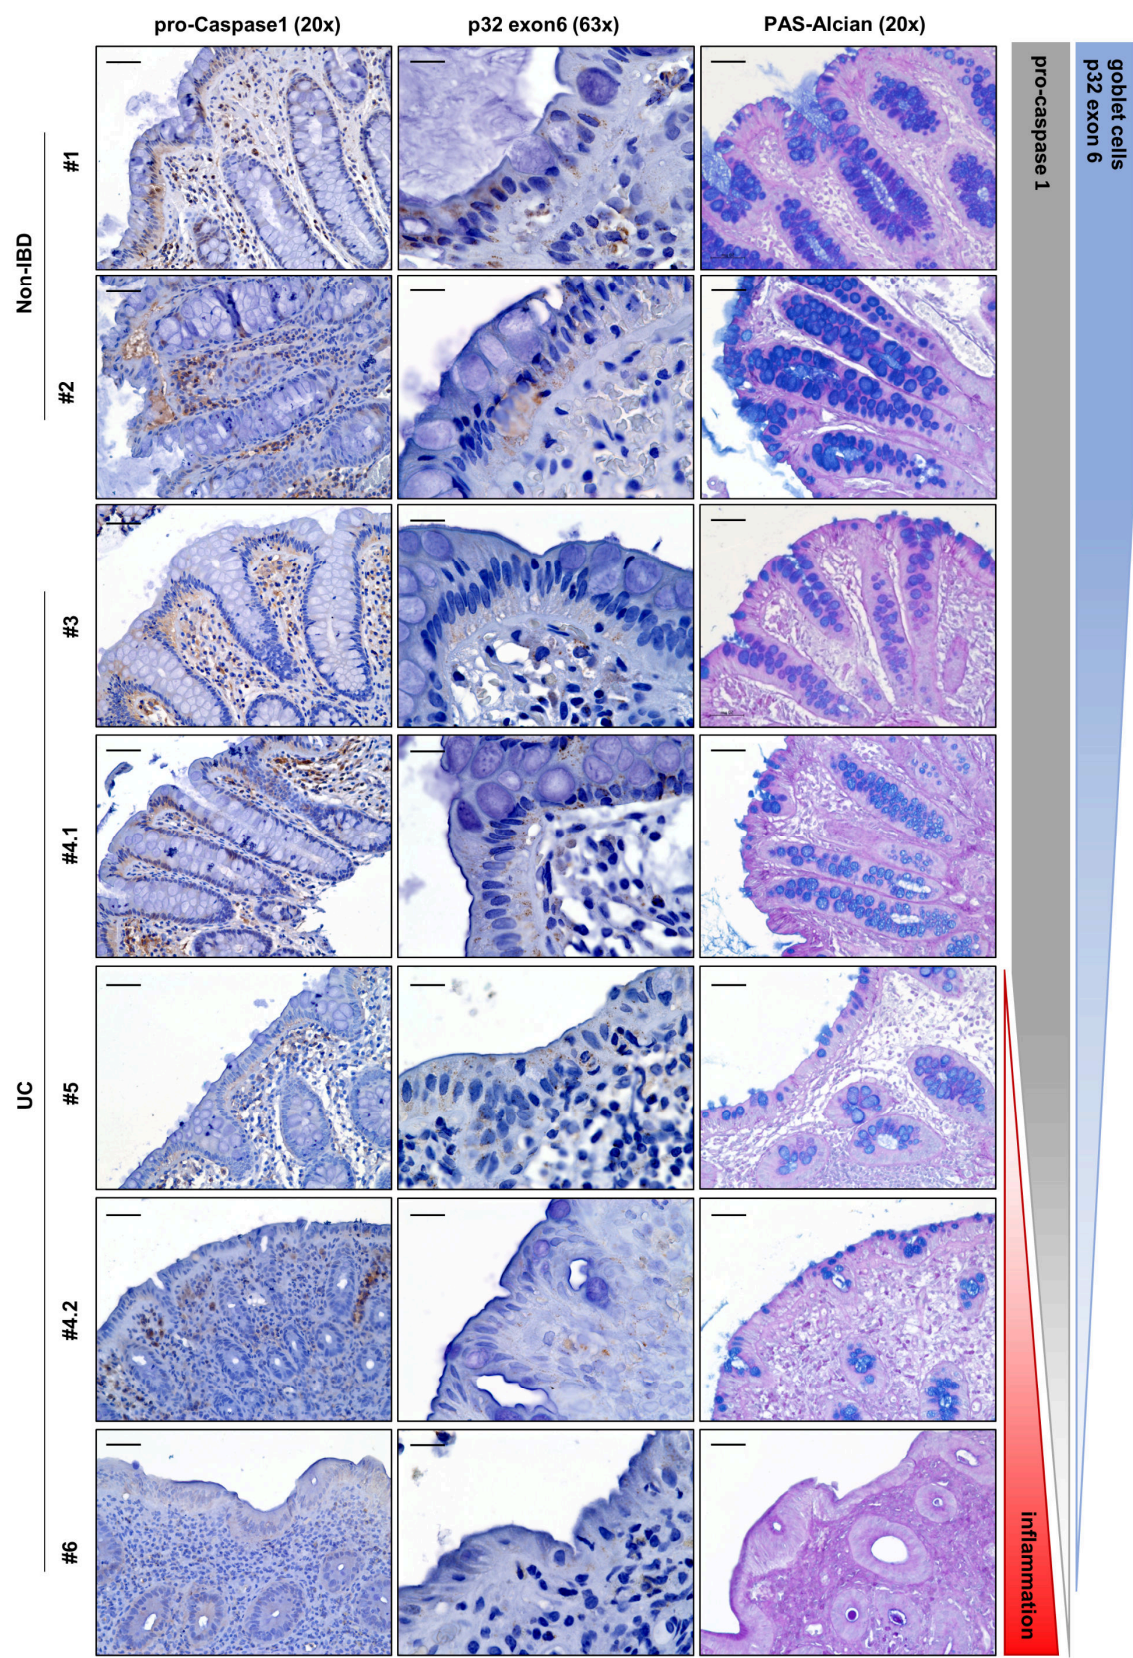 pro-Caspase1 (20x)
p32 exon6 (63x)
PAS-Alcian (20x)
goblet cells
p32 exon 6
pro-caspase 1
Non-IBD
#1
#2
UC
#3
#4.1
#5
#4.2
#6
inflammation